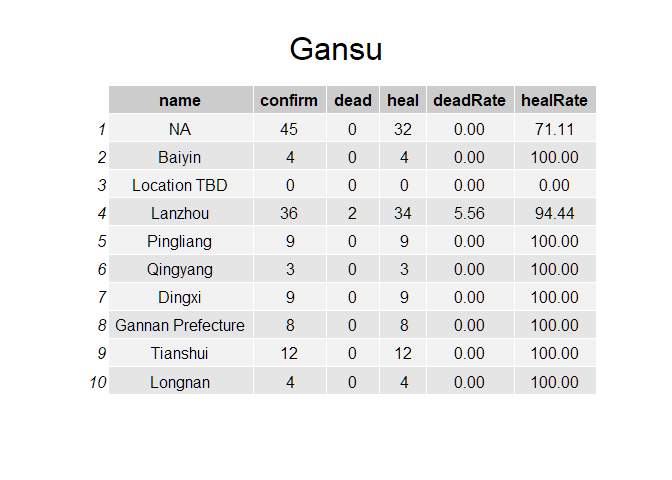 Gansu
name confirm dead heal deadRate healRate
1 NA 45 0 32 0.00 71.11
2 Baiyin 4 0 4 0.00 100.00
3 Location TBD 0 0 0 0.00 0.00
4 Lanzhou 36 2 34 5.56 94.44
5 Pingliang 9 0 9 0.00 100.00
6 Qingyang 3 0 3 0.00 100.00
7 Dingxi 9 0 9 0.00 100.00
8 Gannan Prefecture 8 0 8 0.00 100.00
9 Tianshui 12 0 12 0.00 100.00
10 Longnan 4 0 4 0.00 100.00